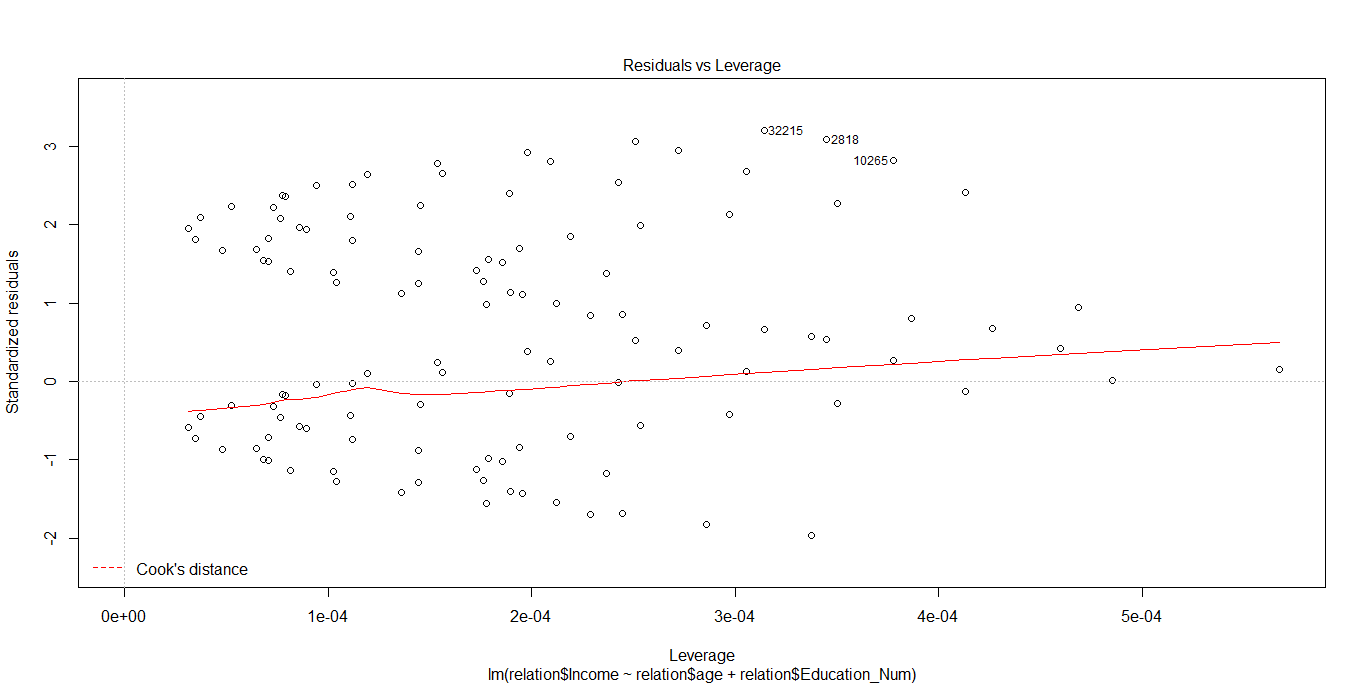 Residuals vs Leverage
Standardized residuals
3
2
1
0
-1
-2
32215
2818
10265
Cook's distance
0e+00 1e-04 2e-04 3e-04 4e-04 5e-04
Leverage
lm(relation$Income ~ relation$age + relation$Education_Num)